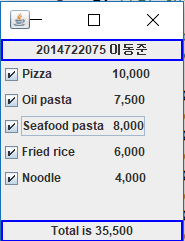 2014722075 이동준
Pizza 10,000
Oil pasta 7,500
Seafood pasta 8,000
Fried rice 6,000
Noodle 4,000
Total is 35,500